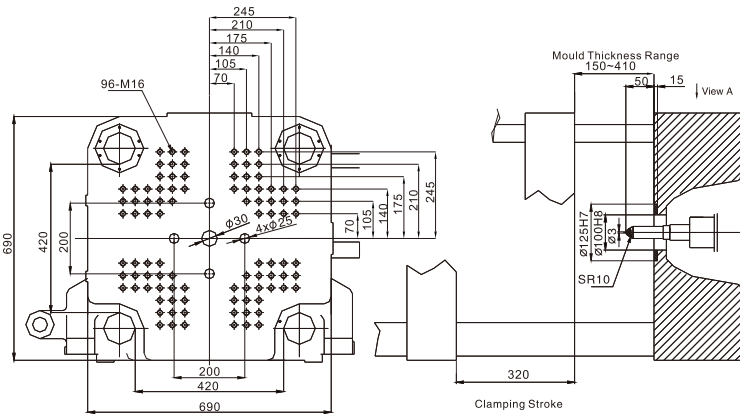 245
210
175
140
105
70
96-M16
Mould Thickness Range
150~410
50
15
View A
690
420
200
Ø30
4xØ25
70
105
140
175
210
245
Ø125H7
Ø100H8
Ø3
SR10
200
420
690
320
Clamping Stroke